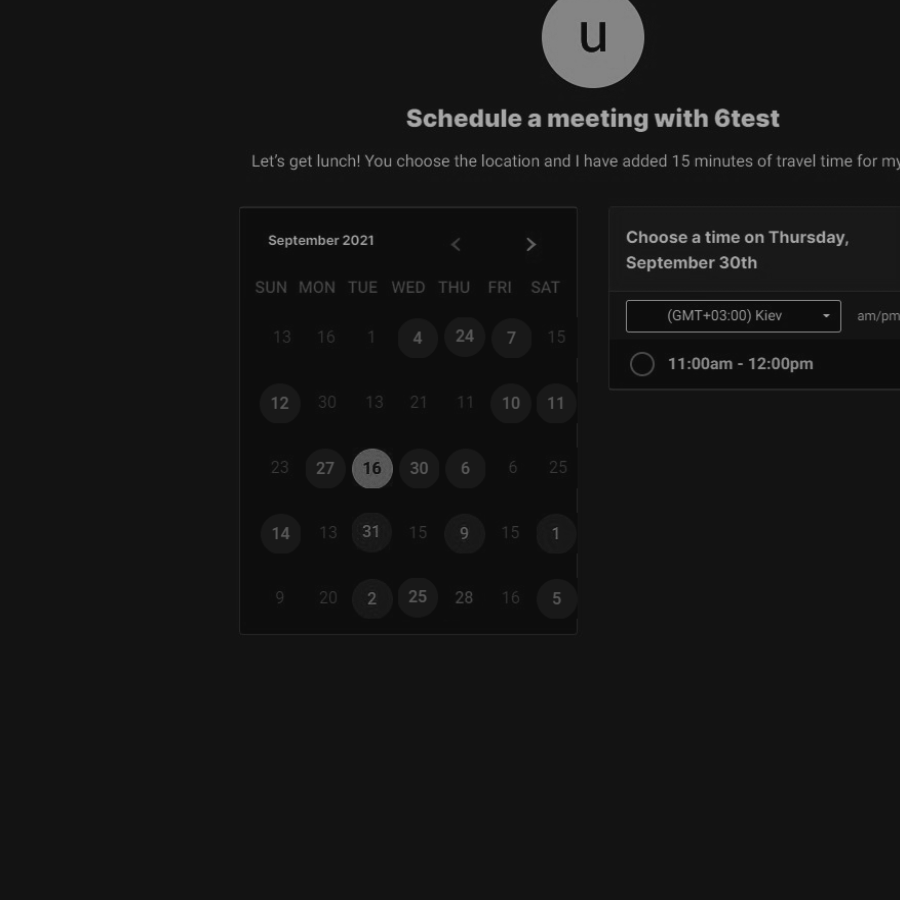 u
Schedule a meeting with 6test
Let's get lunch! You choose the location and I have added 15 minutes of travel time for my
September 2021
SUN MON TUE WED THU FRI SAT
13 16 1 4 24 7 15
12 30 13 21 11 10 11
23 27 16 30 6 6 25
14 13 31 15 9 15 1
9 20 2 25 28 16 5
Choose a time on Thursday,
September 30th
(GMT+03:00) Kiev am/pm
11:00am - 12:00pm